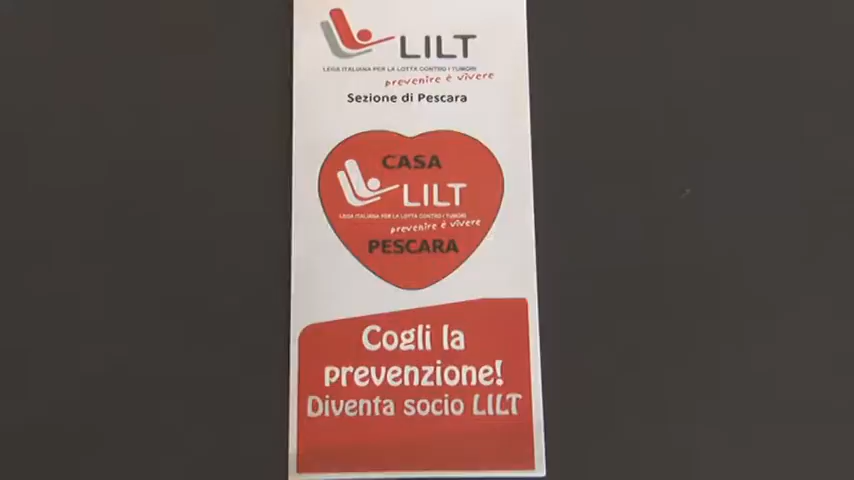 LILT
LEGA ITALIANA PER LA LOTTA CONTRO I TUMORI
prevenire è vivere
Sezione di Pescara
CASA
LILT
LEGA ITALIANA PER LA LOTTA CONTRO I TUMORI
prevenire è vivere
PESCARA
Cogli la
prevenzione!
Diventa socio LILT